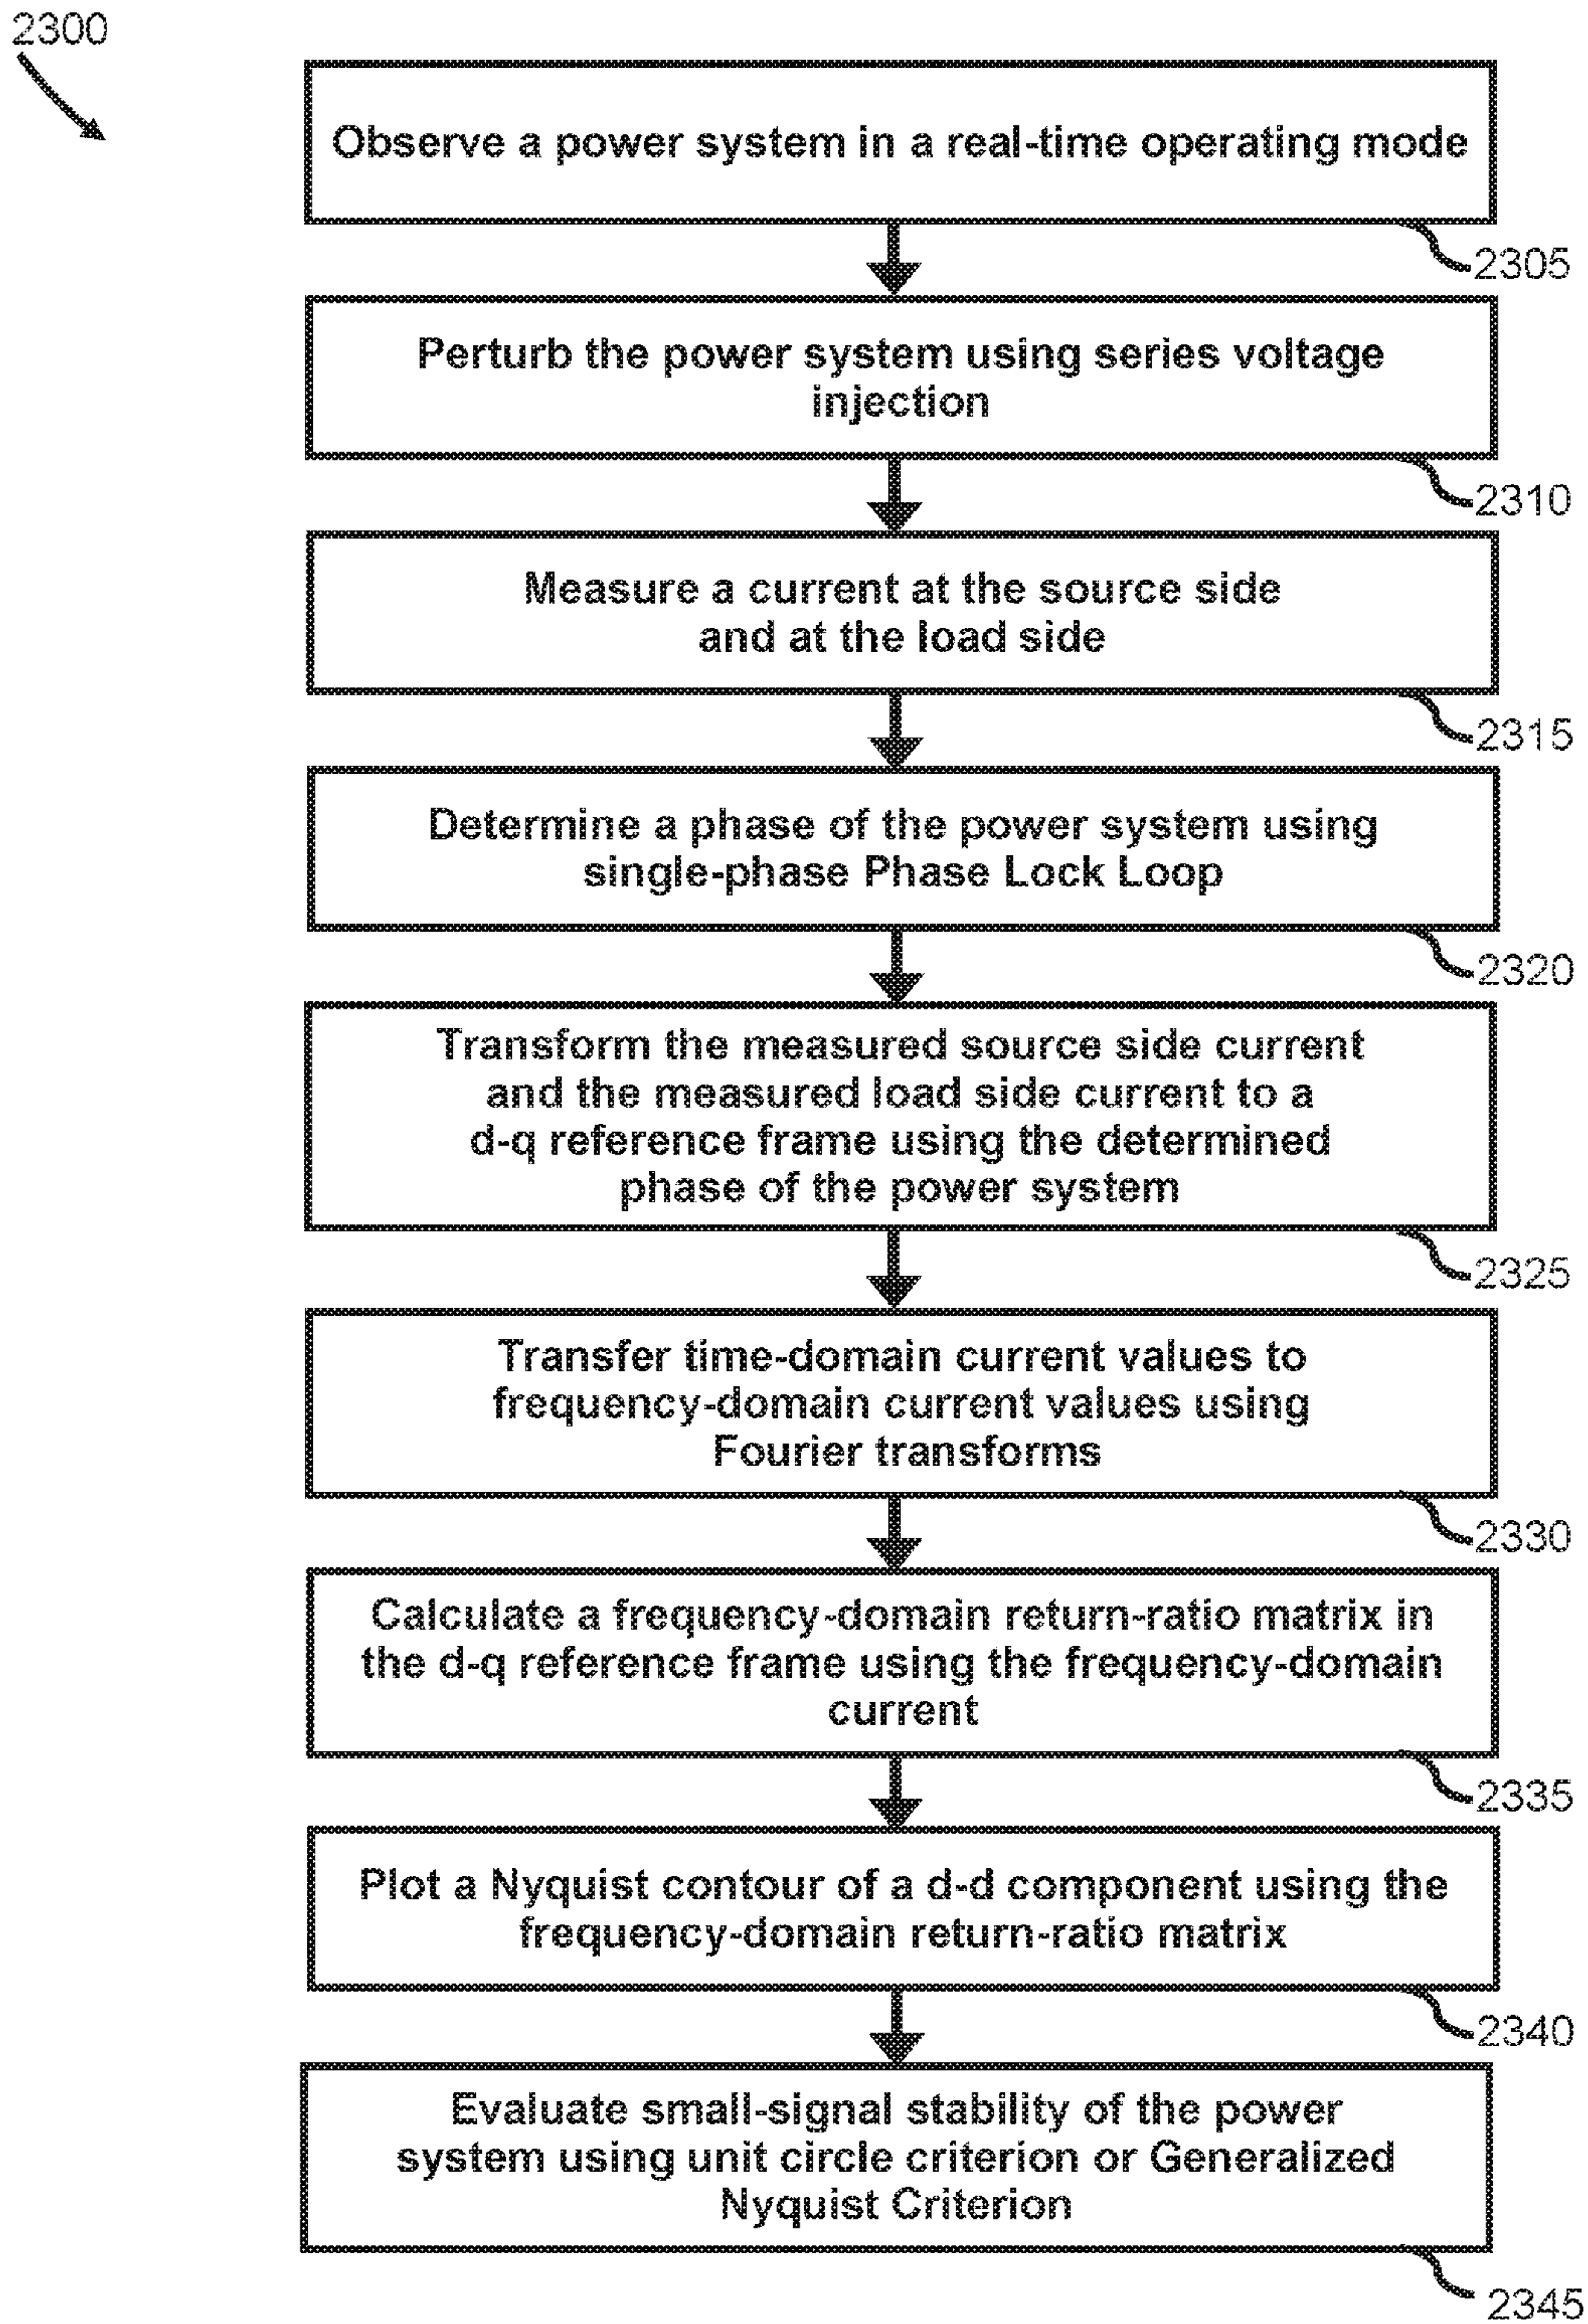 2300
Observe a power system in a real-time operating mode
2305
Perturb the power system using series voltage
injection
2310
Measure a current at the source side
and at the load side
2315
Determine a phase of the power system using
single-phase Phase Lock Loop
2320
Transform the measured source side current
and the measured load side current to a
d-q reference frame using the determined
phase of the power system
2325
Transfer time-domain current values to
frequency-domain current values using
Fourier transforms
2330
Calculate a frequency-domain return-ratio matrix in
the d-q reference frame using the frequency-domain
current
2335
Plot a Nyquist contour of a d-d component using the
frequency-domain return-ratio matrix
2340
Evaluate small-signal stability of the power
system using unit circle criterion or Generalized
Nyquist Criterion
2345